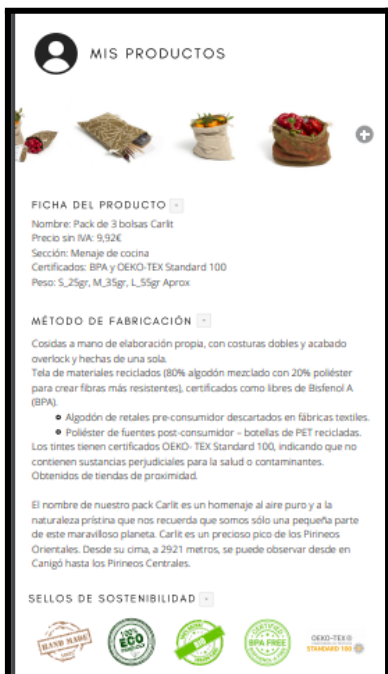 MIS PRODUCTOS
FICHA DEL PRODUCTO
Nombre: Pack de 3 bolsas Carlit
Precio sin IVA: 9,92€
Sección: Menaje de cocina
Certificados: BPA y OEKO-TEX Standard 100
Peso: S_25gr, M_35gr, L_55gr Aprox
MÉTODO DE FABRICACIÓN
Cosidas a mano de elaboración propia, con costuras dobles y acabado
overlock y hechas de una sola.
Tela de materiales reciclados (80% algodón mezclado con 20% poliéster
para crear fibras más resistentes), certificados como libres de Bisfenol A
(BPA).
Algodón de retales pre-consumidor descartados en fábricas textiles.
Poliéster de fuentes post-consumidor – botellas de PET recicladas.
Los tintes tienen certificados OEKO- TEX Standard 100, indicando que no
contienen sustancias perjudiciales para la salud o contaminantes.
Obtenidos de tiendas de proximidad.
El nombre de nuestro pack Carlit es un homenaje al aire puro y a la
naturaleza prístina que nos recuerda que somos sólo una pequeña parte
de este maravilloso planeta. Carlit es un precioso pico de los Pirineos
Orientales. Desde su cima, a 2921 metros, se puede observar desde en
Canigó hasta los Pirineos Centrales.
SELLOS DE SOSTENIBILIDAD
HAND MADE
100%
ECO
BIO
CERTIFIED
BPA FREE
OEKO-TEX®
STANDARD 100